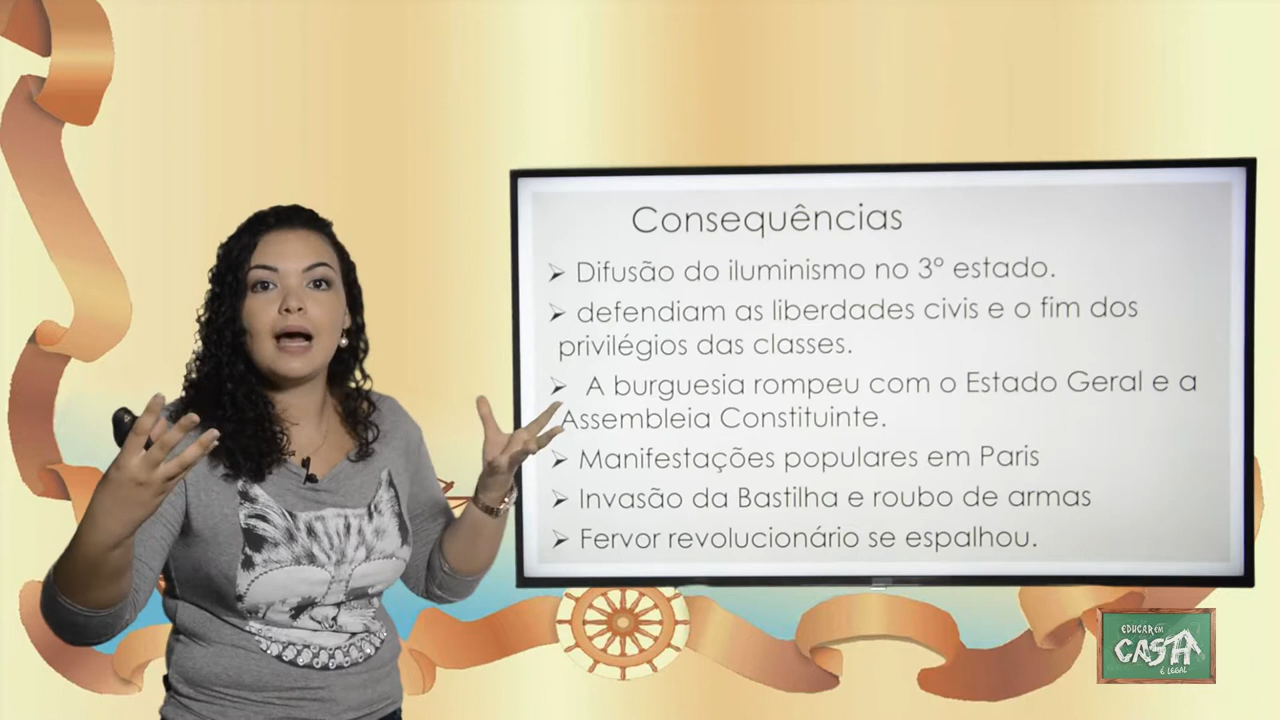 Consequências
➢ Difusão do iluminismo no 3° estado.
➢ defendiam as liberdades civis e o fim dos
privilégios das classes.
➢ A burguesia rompeu com o Estado Geral e a
Assembleia Constituinte.
➢ Manifestações populares em Paris
➢ Invasão da Bastilha e roubo de armas
➢ Fervor revolucionário se espalhou.
EDUCAR EM
CASA
É LEGAL